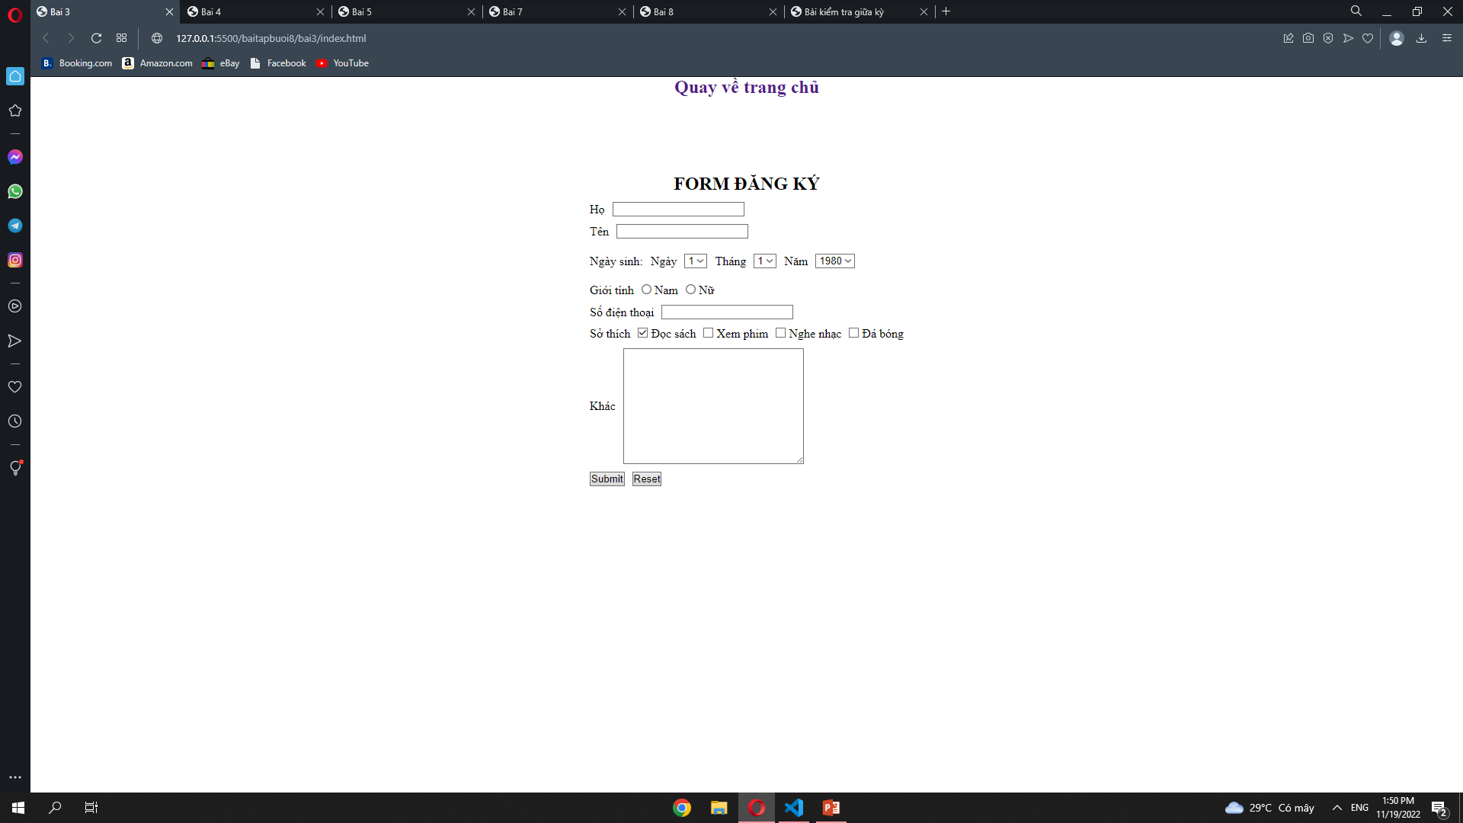 Bai 3
Bai 4
Bai 5
Bai 7
Bai 8
Bài kiểm tra giữa kỳ
127.0.0.1:5500/baitapbuoi8/bai3/index.html
B. Booking.com
a Amazon.com
eBay
Facebook
YouTube
Quay về trang chủ
FORM ĐĂNG KÝ
Họ
Tên
Ngày sinh: Ngày 1 Tháng 1 Năm 1980
Giới tính Nam Nữ
Số điện thoại
Sở thích Đọc sách Xem phim Nghe nhạc Đá bóng
Khác
Submit Reset
29°C Có mây
ENG
1:50 PM
11/19/2022
2